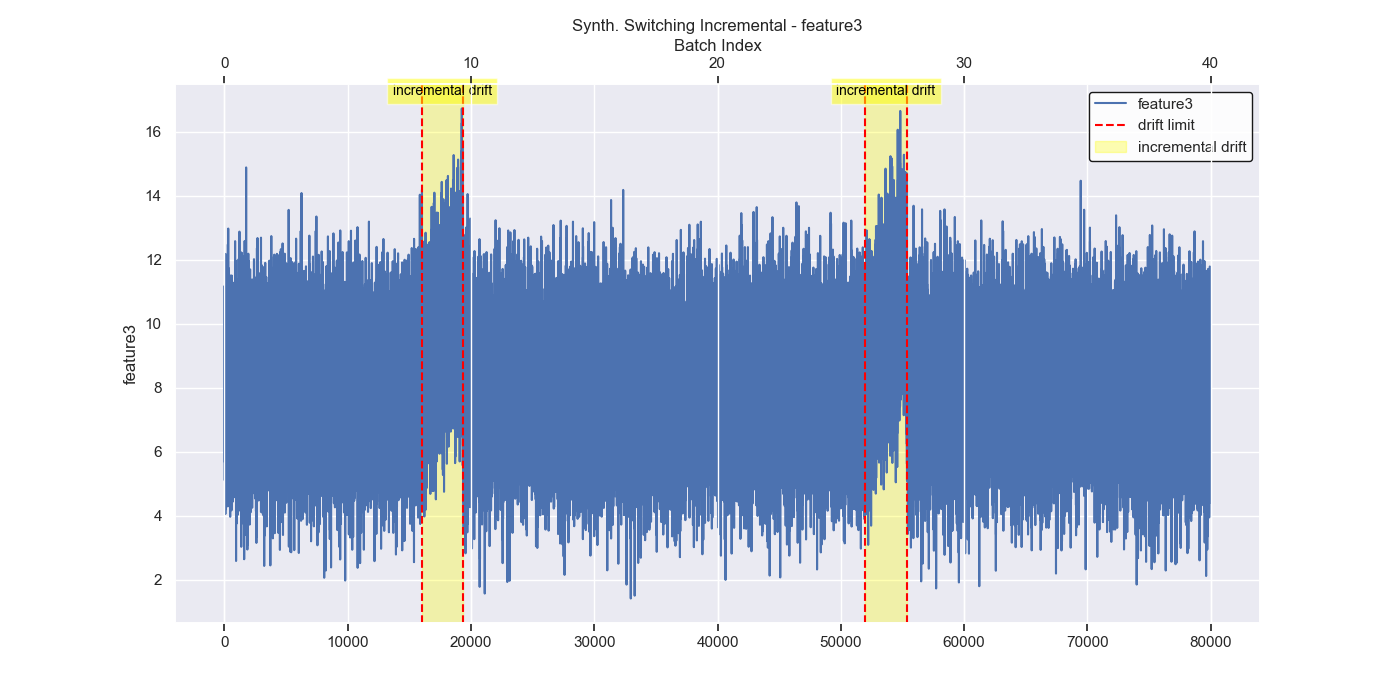 Synth. Switching Incremental - feature3
Batch Index
0 10 20 30 40
incremental drift incremental drift
feature3
drift limit
incremental drift
16
14
12
10
8
6
4
2
feature3
0 10000 20000 30000 40000 50000 60000 70000 80000